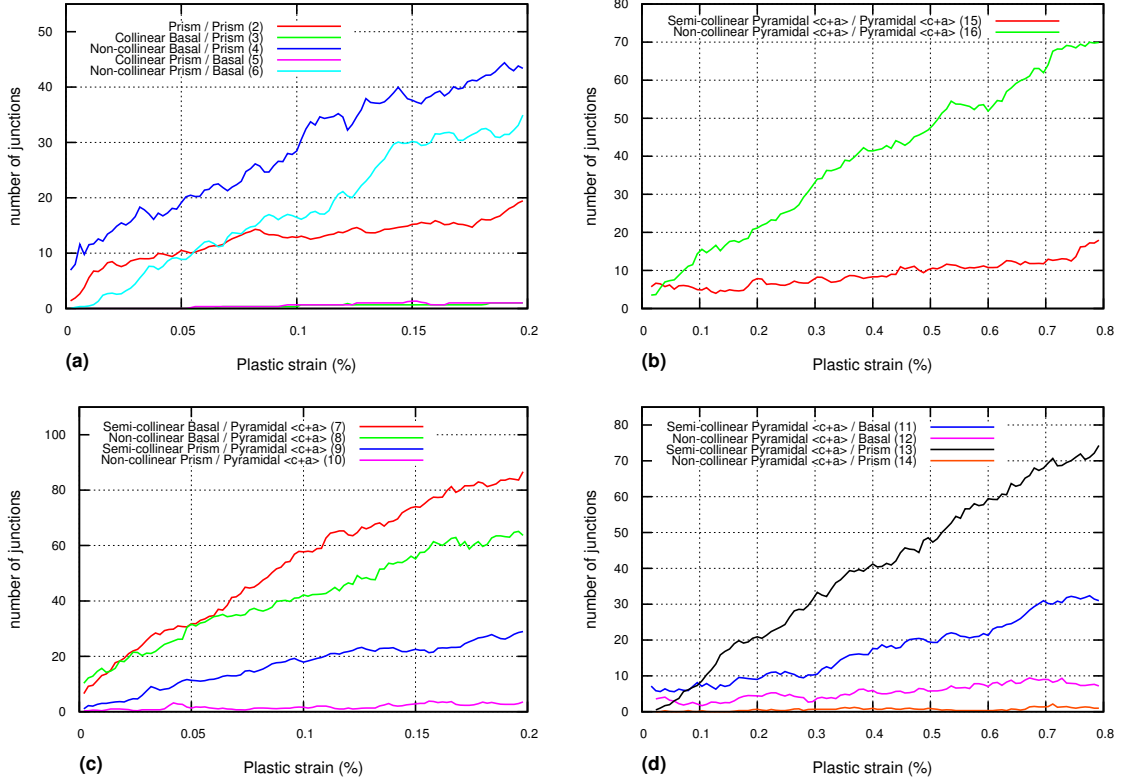 number of junctions
50
40
30
20
10
0
Prism / Prism (2)
Collinear Basal / Prism (3)
Non-collinear Basal / Prism (4)
Collinear Prism / Basal (5)
Non-collinear Prism / Basal (6)
0 0.05 0.1 0.15 0.2
(a) Plastic strain (%)
number of junctions
80
70
60
50
40
30
20
10
0
Semi-collinear Pyramidal <c+a> / Pyramidal <c+a> (15)
Non-collinear Pyramidal <c+a> / Pyramidal <c+a> (16)
0 0.1 0.2 0.3 0.4 0.5 0.6 0.7 0.8
(b) Plastic strain (%)
number of junctions
100
80
60
40
20
0
Semi-collinear Basal / Pyramidal <c+a> (7)
Non-collinear Basal / Pyramidal <c+a> (8)
Semi-collinear Prism / Pyramidal <c+a> (9)
Non-collinear Prism / Pyramidal <c+a> (10)
0 0.05 0.1 0.15 0.2
(c) Plastic strain (%)
number of junctions
80
70
60
50
40
30
20
10
0
Semi-collinear Pyramidal <c+a> / Basal (11)
Non-collinear Pyramidal <c+a> / Basal (12)
Semi-collinear Pyramidal <c+a> / Prism (13)
Non-collinear Pyramidal <c+a> / Prism (14)
0 0.1 0.2 0.3 0.4 0.5 0.6 0.7 0.8
(d) Plastic strain (%)